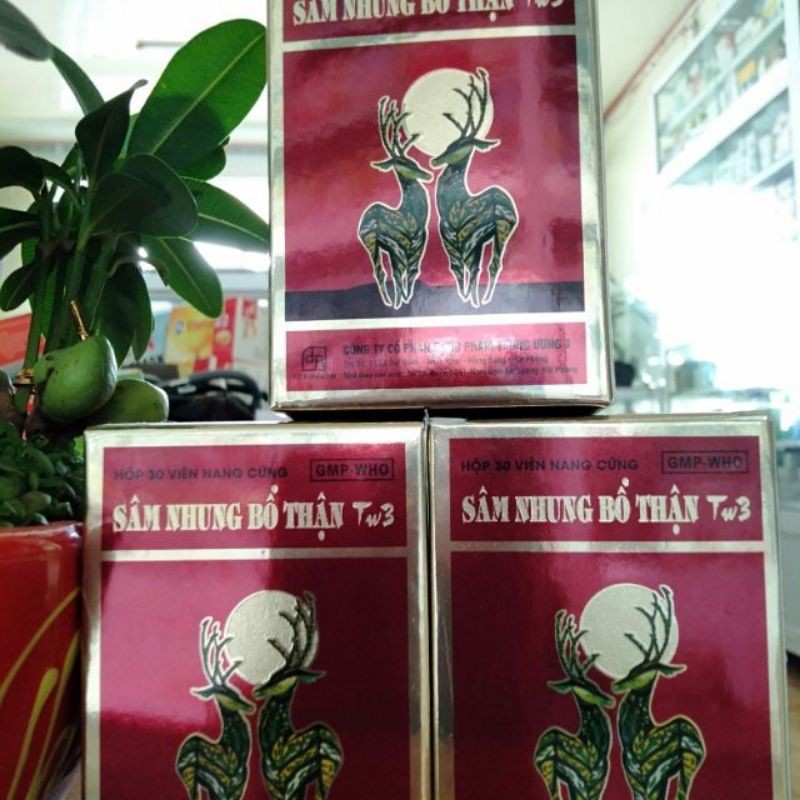 SÂM NHUNG BỔ THẬN TW3
CÔNG TY CỔ PHẦN DƯỢC PHẨM TRUNG ƯƠNG 3
HỘP 30 VIÊN NANG CỨNG GMP-WHO
SÂM NHUNG BỔ THẬN TW3
HỘP 30 VIÊN NANG CỨNG GMP-WHO
SÂM NHUNG BỔ THẬN TW3